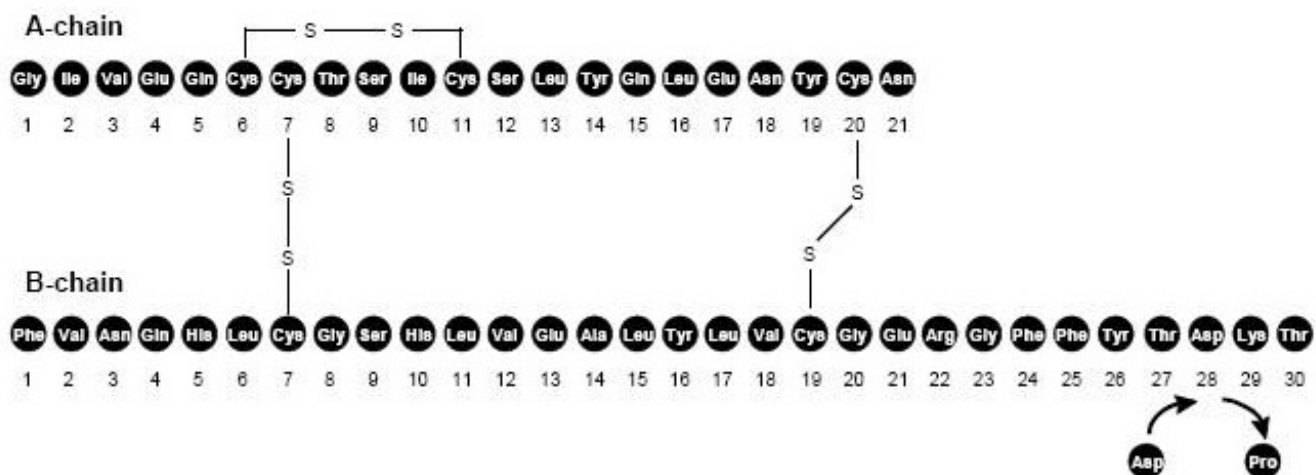 A-chain
S S
Gly Ile Val Glu Gln Cys Cys Thr Ser Ile Cys Ser Leu Tyr Gln Leu Glu Asn Tyr Cys Asn
1 2 3 4 5 6 7 8 9 10 11 12 13 14 15 16 17 18 19 20 21
S S
S S
B-chain
Phe Val Asn Gln His Leu Cys Gly Ser His Leu Val Glu Ala Leu Tyr Leu Val Cys Gly Glu Arg Gly Phe Phe Tyr Thr Asp Lys Thr
1 2 3 4 5 6 7 8 9 10 11 12 13 14 15 16 17 18 19 20 21 22 23 24 25 26 27 28 29 30
Asp Pro